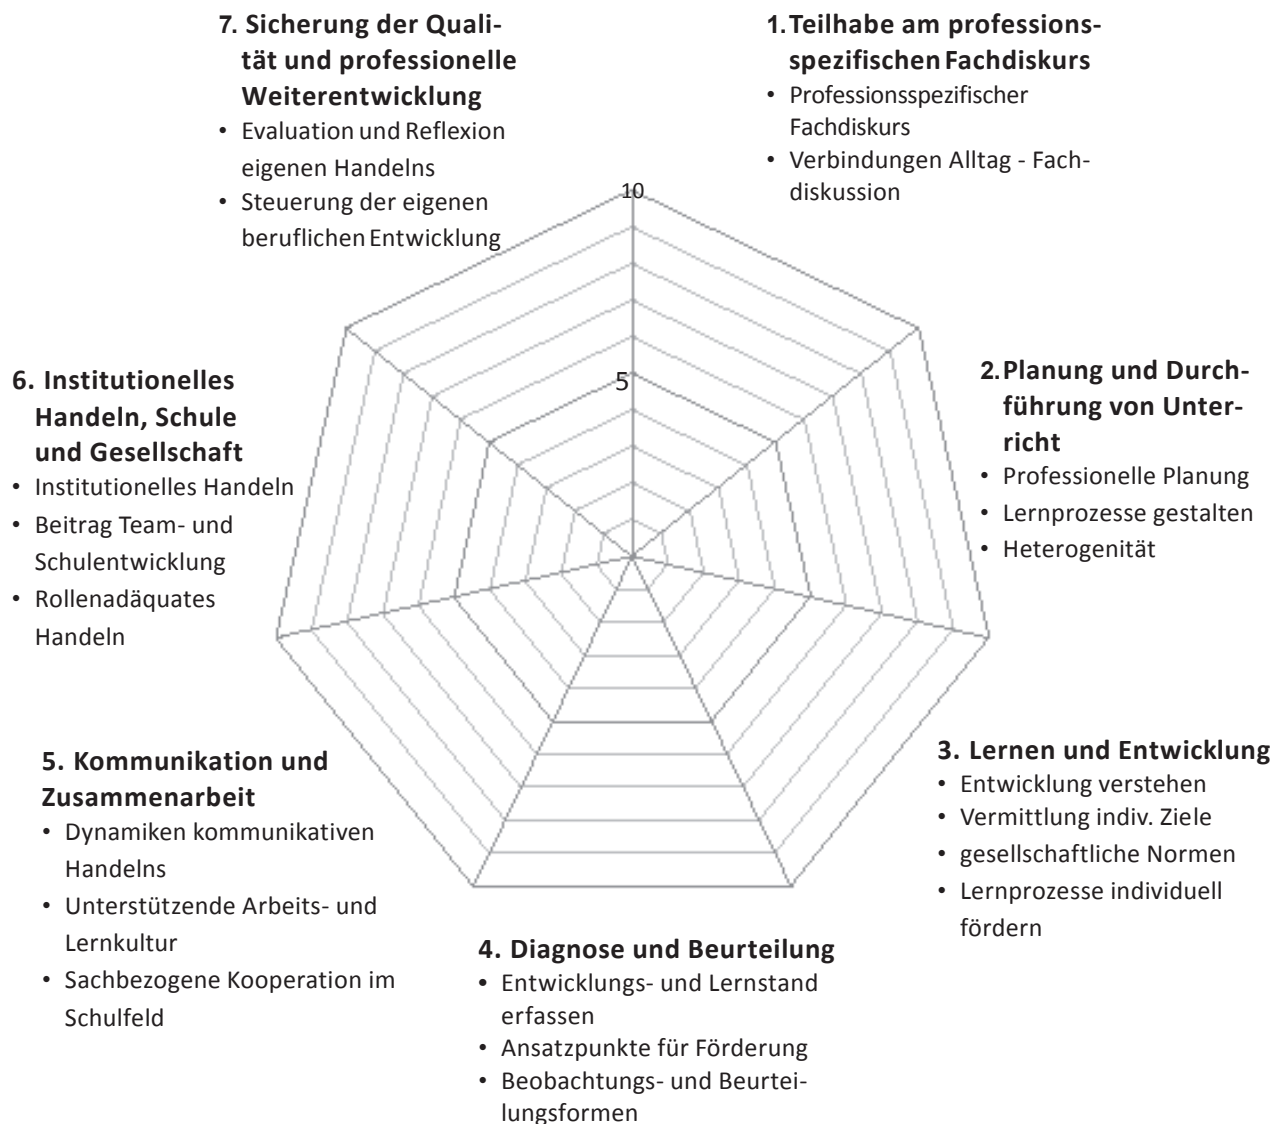 7. Sicherung der Quali-
tät und professionelle
Weiterentwicklung
• Evaluation und Reflexion
eigenen Handelns
• Steuerung der eigenen
beruflichen Entwicklung
1. Teilhabe am professions-
spezifischen Fachdiskurs
• Professionsspezifischer
Fachdiskurs
• Verbindungen Alltag - Fach-
diskussion
10
5
6. Institutionelles
Handeln, Schule
und Gesellschaft
• Institutionelles Handeln
• Beitrag Team- und
Schulentwicklung
• Rollenadäquates
Handeln
2. Planung und Durch-
führung von Unter-
richt
• Professionelle Planung
• Lernprozesse gestalten
• Heterogenität
5. Kommunikation und
Zusammenarbeit
• Dynamiken kommunikativen
Handelns
• Unterstützende Arbeits- und
Lernkultur
• Sachbezogene Kooperation im
Schulfeld
3. Lernen und Entwicklung
• Entwicklung verstehen
• Vermittlung indiv. Ziele
• gesellschaftliche Normen
• Lernprozesse individuell
fördern
4. Diagnose und Beurteilung
• Entwicklungs- und Lernstand
erfassen
• Ansatzpunkte für Förderung
• Beobachtungs- und Beurtei-
lungsformen